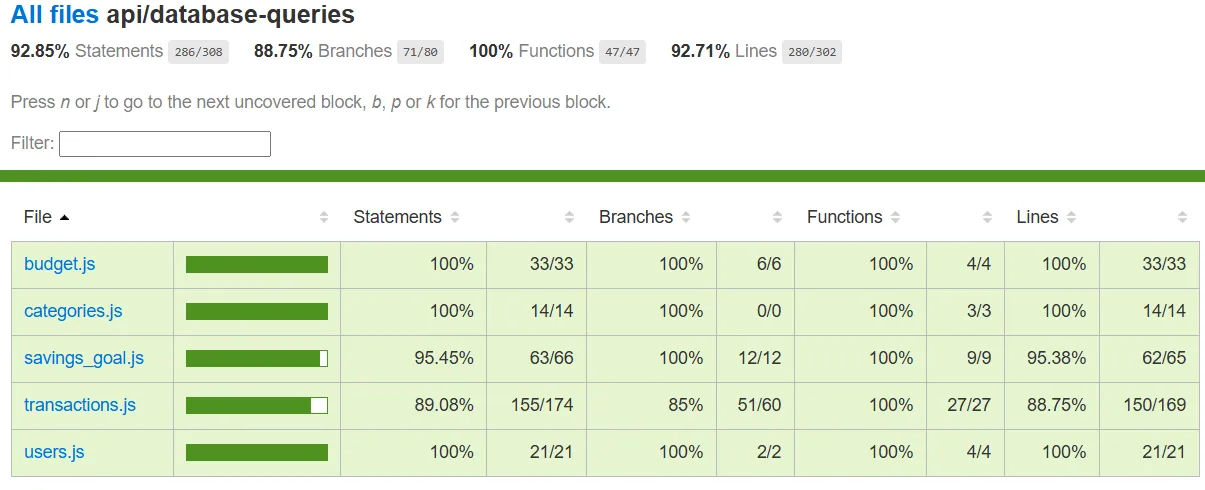 All files api/database-queries
92.85% Statements 286/308 88.75% Branches 71/80 100% Functions 47/47 92.71% Lines 280/302
Press n or j to go to the next uncovered block, b, p or k for the previous block.
Filter:
File Statements Branches Functions Lines
budget.js 100% 33/33 100% 6/6 100% 4/4 100% 33/33
categories.js 100% 14/14 100% 0/0 100% 3/3 100% 14/14
savings_goal.js 95.45% 63/66 100% 12/12 100% 9/9 95.38% 62/65
transactions.js 89.08% 155/174 85% 51/60 100% 27/27 88.75% 150/169
users.js 100% 21/21 100% 2/2 100% 4/4 100% 21/21